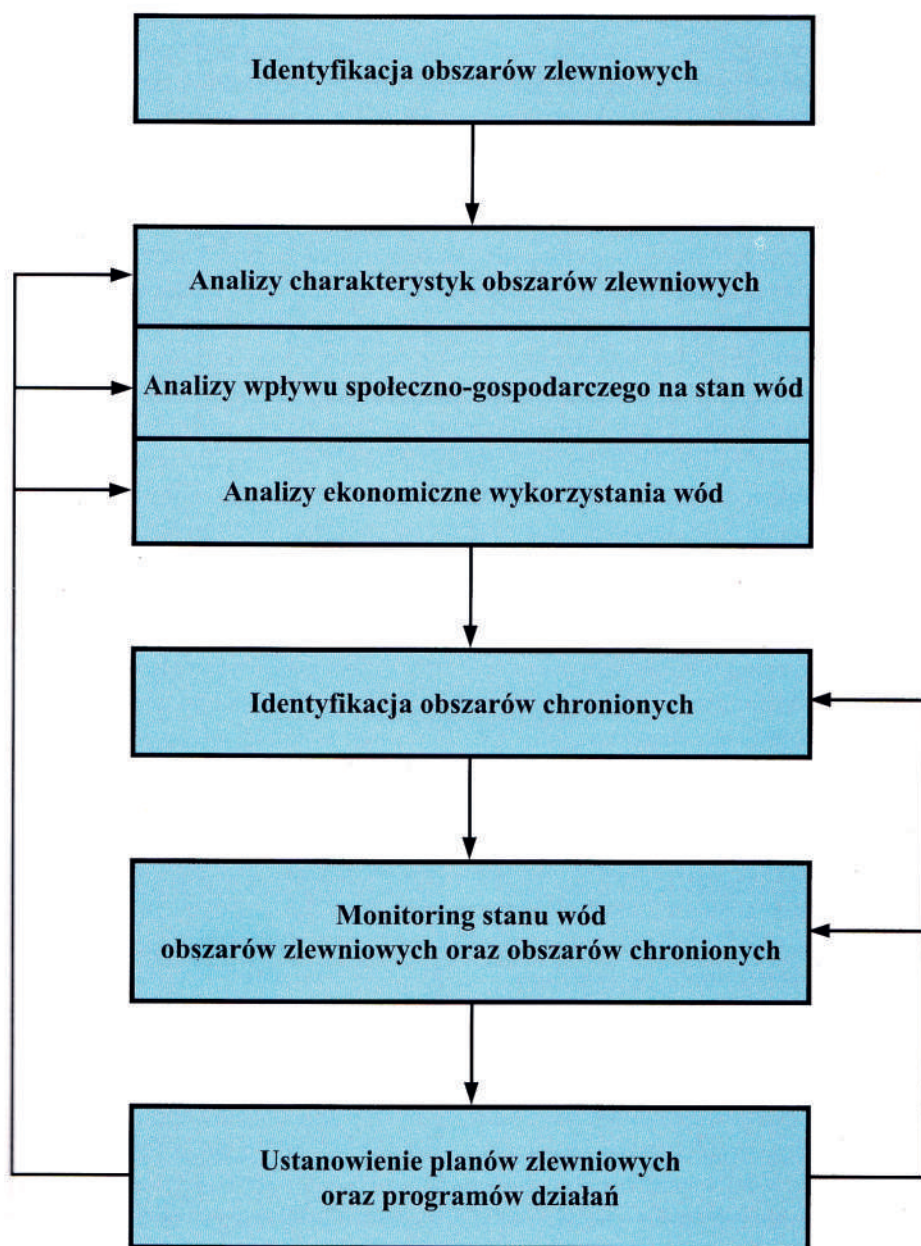 Identyfikacja obszarów zlewniowych
Analizy charakterystyk obszarów zlewniowych
Analizy wpływu społeczno-gospodarczego na stan wód
Analizy ekonomiczne wykorzystania wód
Identyfikacja obszarów chronionych
Monitoring stanu wód
obszarów zlewniowych oraz obszarów chronionych
Ustanowienie planów zlewniowych
oraz programów działań